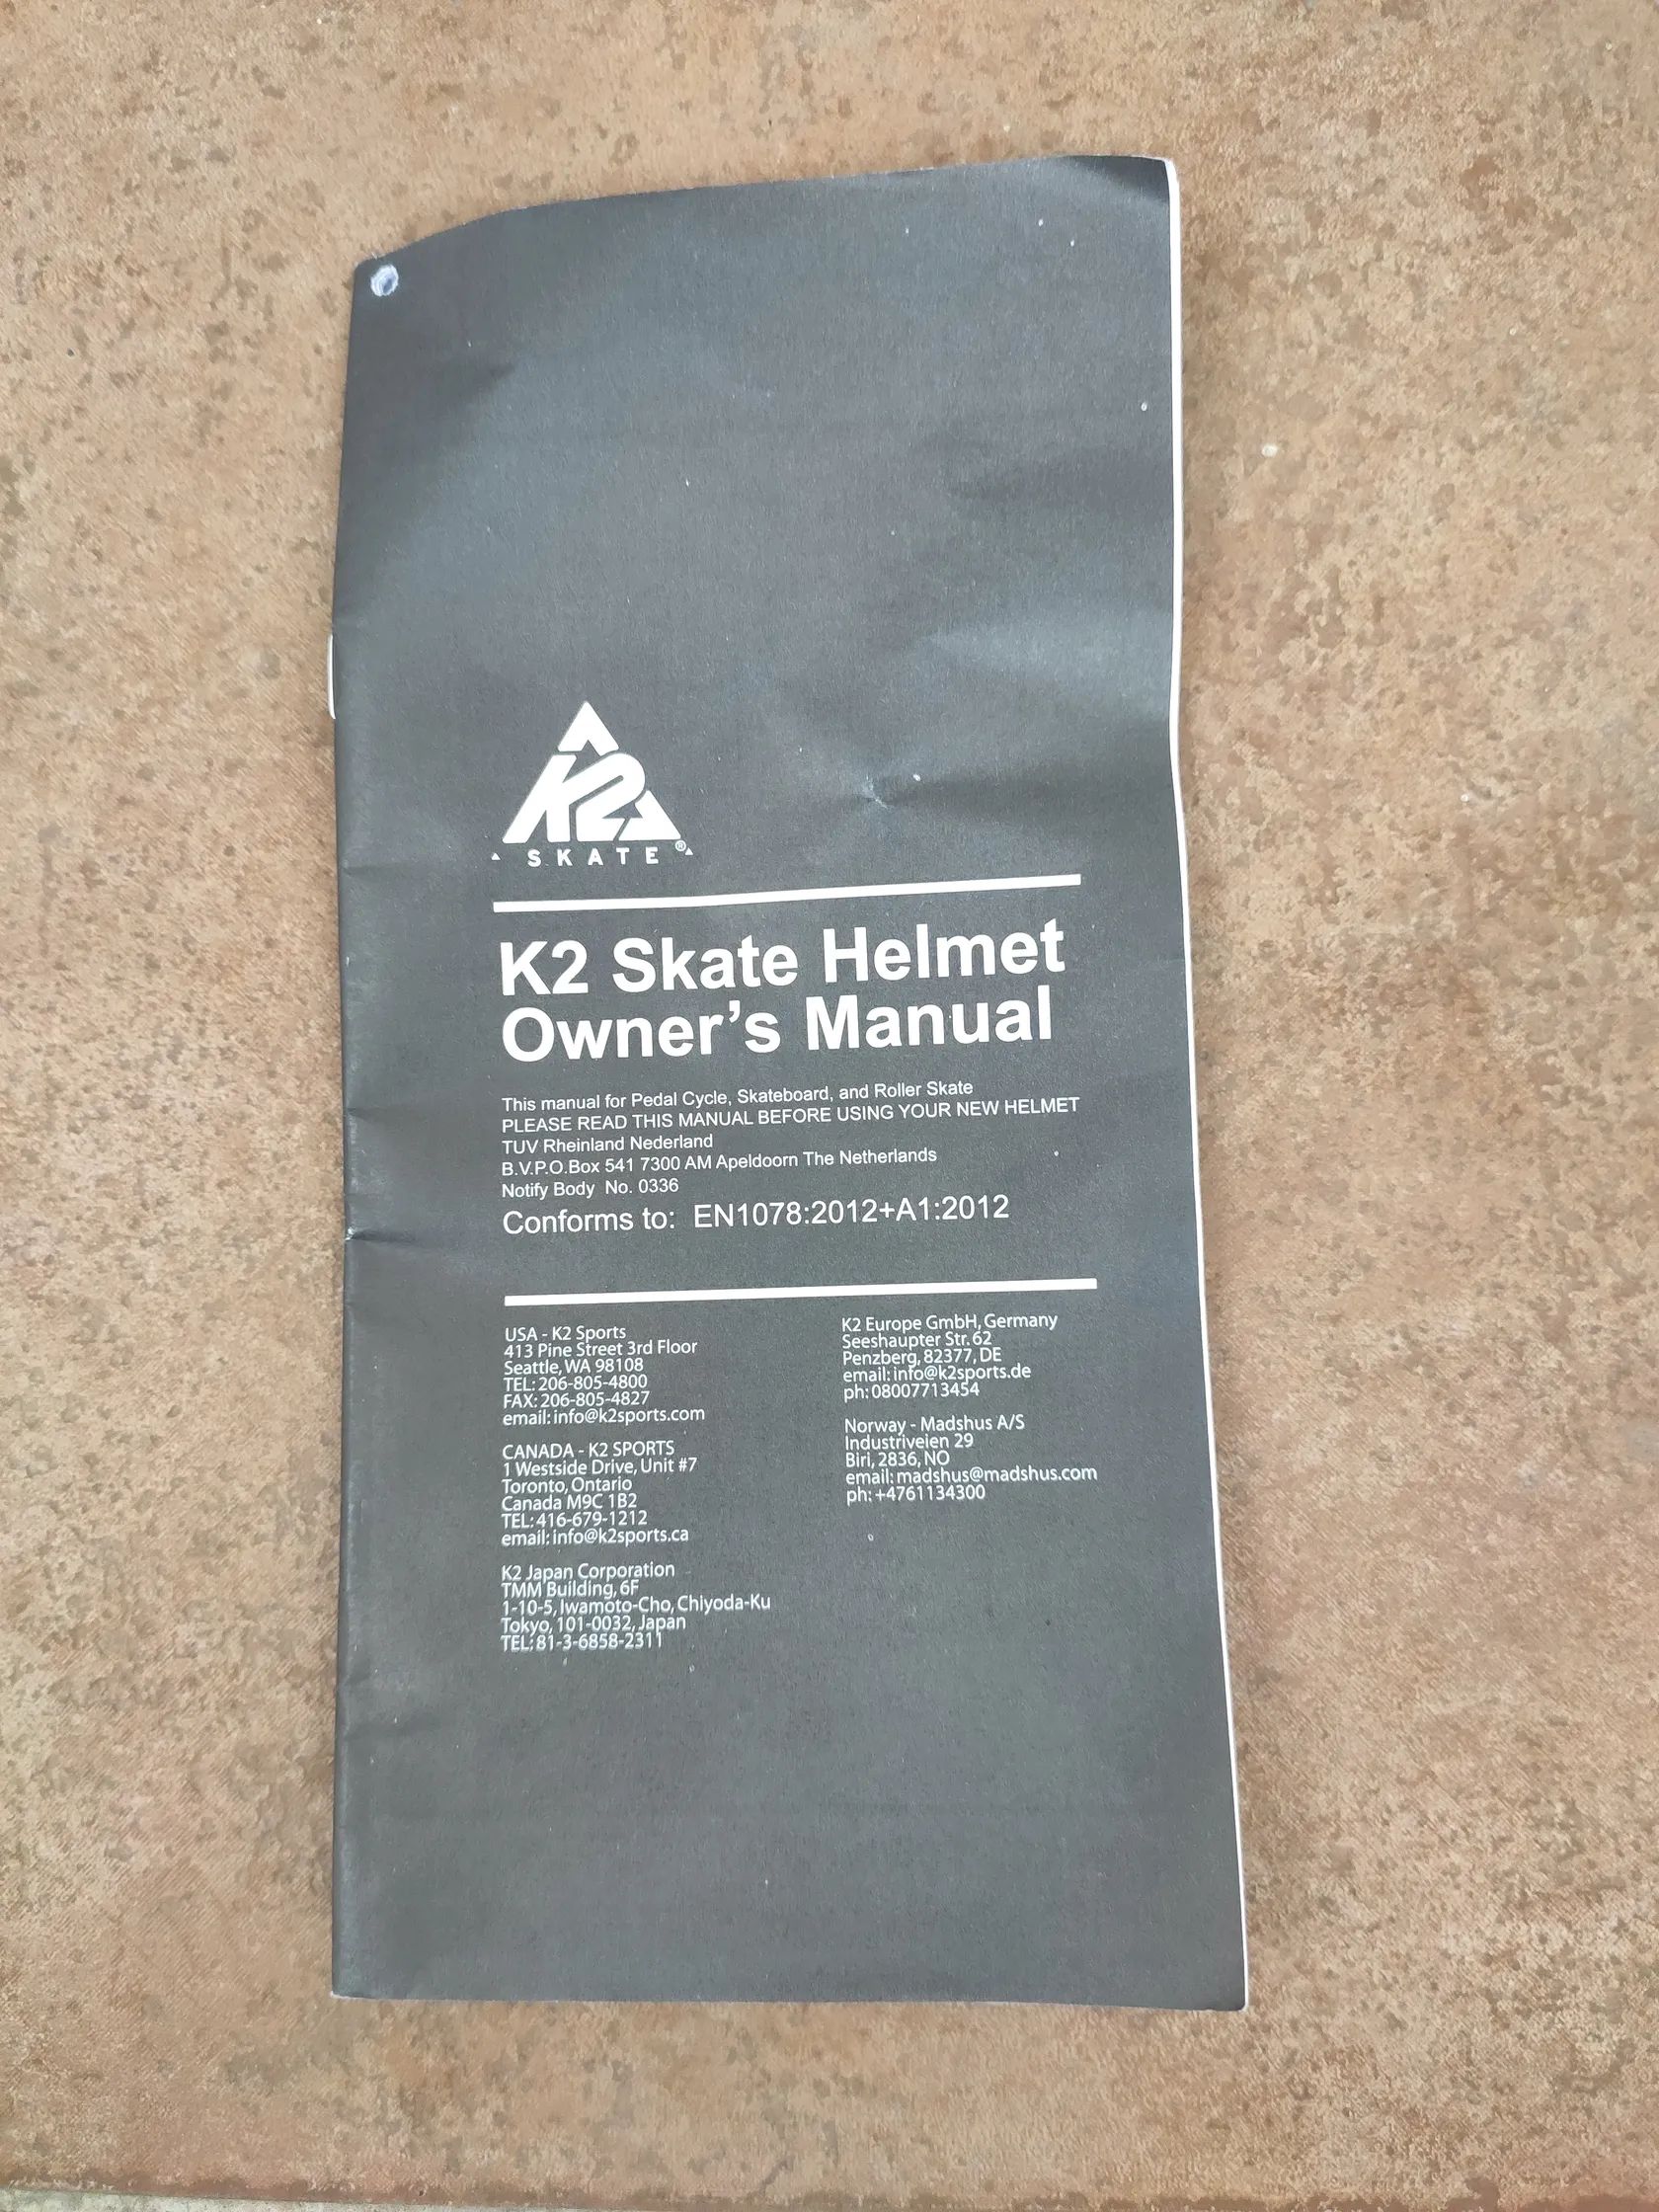 K2
SKATE®
K2 Skate Helmet
Owner’s Manual
This manual for Pedal Cycle, Skateboard, and Roller Skate
PLEASE READ THIS MANUAL BEFORE USING YOUR NEW HELMET
TUV Rheinland Nederland
B.V.P.O.Box 541 7300 AM Apeldoorn The Netherlands
Notify Body No. 0336
Conforms to: EN1078:2012+A1:2012
USA - K2 Sports
413 Pine Street 3rd Floor
Seattle, WA 98108
TEL: 206-805-4800
FAX: 206-805-4827
email: info@k2sports.com
CANADA - K2 SPORTS
1 Westside Drive, Unit #7
Toronto, Ontario
Canada M9C 1B2
TEL: 416-679-1212
email: info@k2sports.ca
K2 Japan Corporation
TMM Building, 6F
1-10-5, Iwamoto-Cho, Chiyoda-Ku
Tokyo, 101-0032, Japan
TEL: 81-3-6858-2311
K2 Europe GmbH, Germany
Seeshaupter Str. 62
Penzberg, 82377, DE
email: info@k2sports.de
ph: 08007713454
Norway - Madshus A/S
Industriveien 29
Biri, 2836, NO
email: madshus@madshus.com
ph: +4761134300